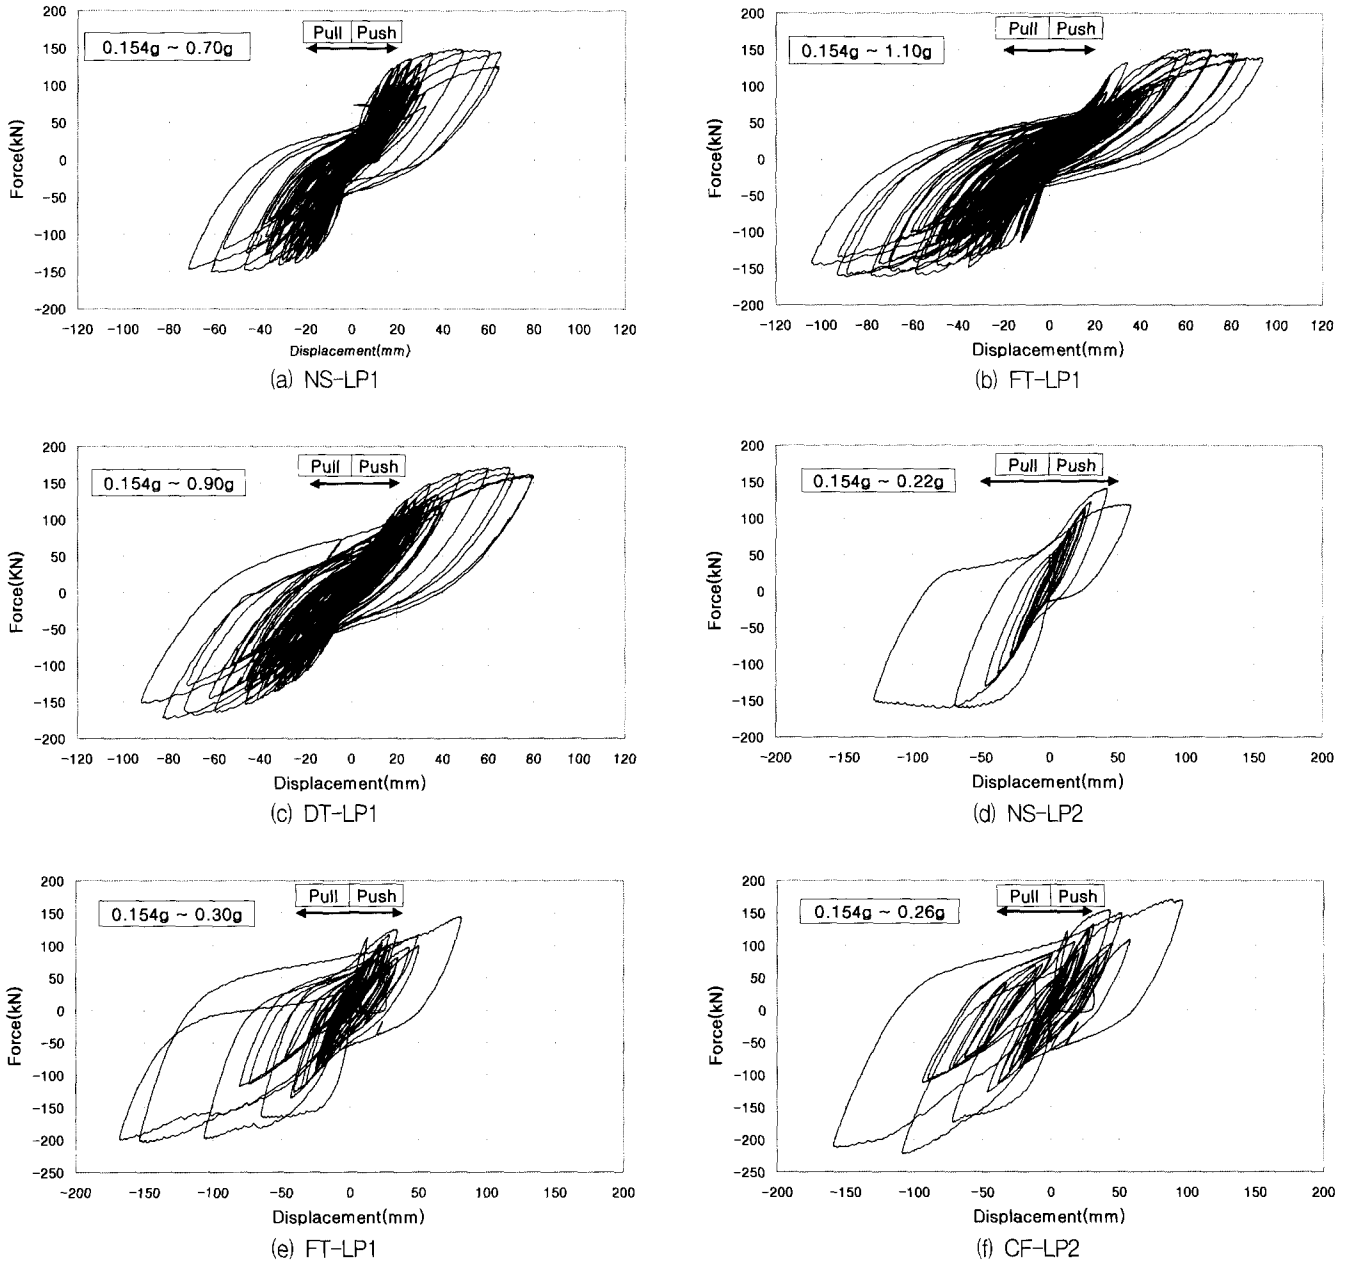 0.154g ~ 0.70g
Pull Push
Force(kN)
200
150
100
50
0
-50
-100
-150
-200
-120 -100 -80 -60 -40 -20 0 20 40 60 80 100 120
Displacement(mm)
(a) NS-LP1
0.154g ~ 1.10g
Pull Push
Force(kN)
200
150
100
50
0
-50
-100
-150
-200
-120 -100 -80 -60 -40 -20 0 20 40 60 80 100 120
Displacement(mm)
(b) FT-LP1
0.154g ~ 0.90g
Pull Push
Force(KN)
200
150
100
50
0
-50
-100
-150
-200
-120 -100 -80 -60 -40 -20 0 20 40 60 80 100 120
Displacement(mm)
(c) DT-LP1
0.154g ~ 0.22g
Pull Push
Force(kN)
200
150
100
50
0
-50
-100
-150
-200
-200 -150 -100 -50 0 50 100 150 200
Displacement(mm)
(d) NS-LP2
0.154g ~ 0.30g
Pull Push
Force(kN)
200
150
100
50
0
-50
-100
-150
-200
-250
-200 -150 -100 -50 0 50 100 150 200
Displacement(mm)
(e) FT-LP1
0.154g ~ 0.26g
Pull Push
Force(kN)
200
150
100
50
0
-50
-100
-150
-200
-250
-200 -150 -100 -50 0 50 100 150 200
Displacement(mm)
(f) CF-LP2